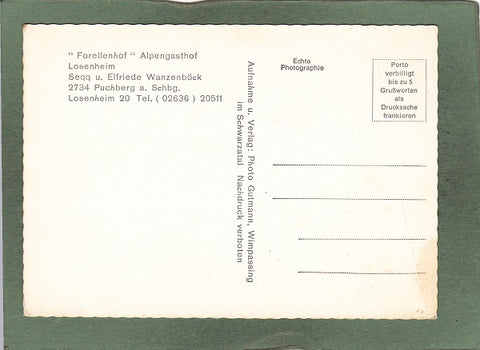 " Forellenhof " Alpengasthof
Losenheim
Seqq u. Elfriede Wanzenböck
2734 Puchberg a. Schbg.
Losenheim 20 Tel. ( 02636 ) 20511
Aufnahme u. Verlag: Photo Gutmann, Wimpassing
im Schwarzatal Nachdruck verboten
Echte
Photographie
Porto
verbilligt
bis zu 5
Grußworten
als
Drucksache
frankieren